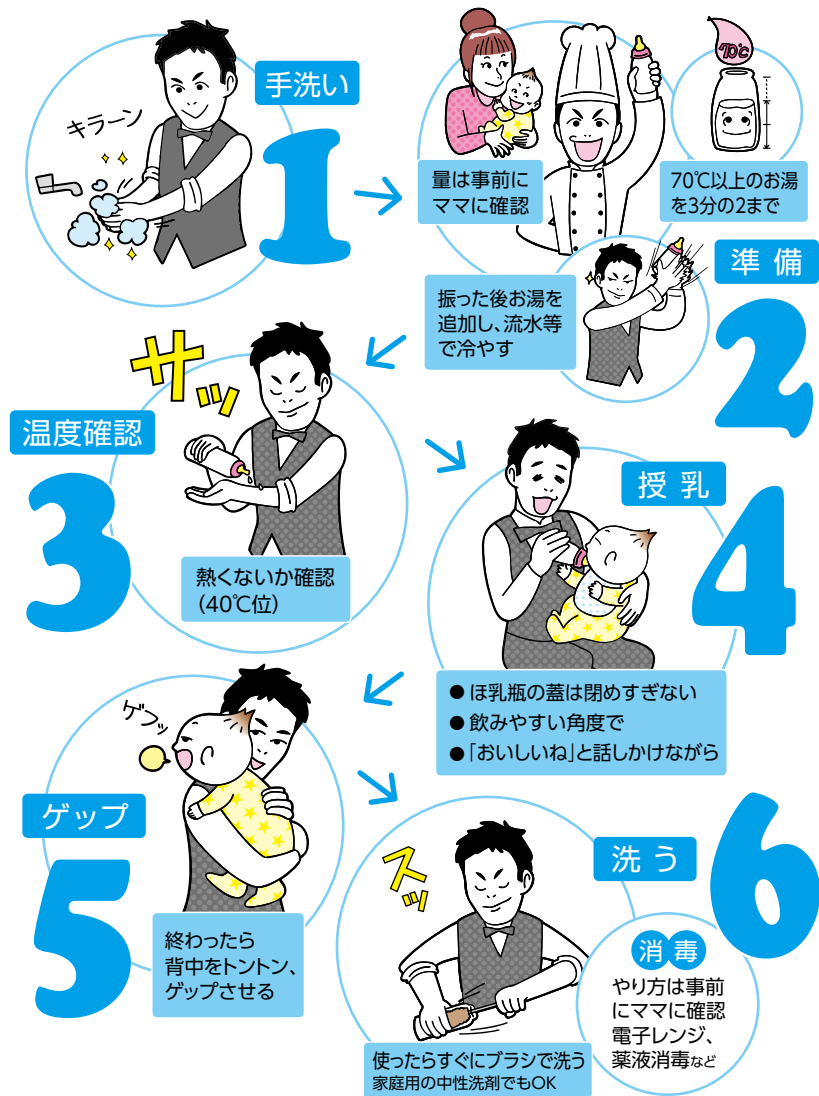 手洗い
1
キラーン
量は事前に
ママに確認
70℃
70℃以上のお湯
を3分の2まで
準備
2
振った後お湯を
追加し、流水等
で冷やす
サッ
温度確認
3
熱くないか確認
(40℃位)
授乳
4
● ほ乳瓶の蓋は閉めすぎない
● 飲みやすい角度で
● 「おいしいね」と話しかけながら
ゲフッ
ゲップ
5
終わったら
背中をトントン、
ゲップさせる
スッ
洗う
6
使ったらすぐにブラシで洗う
家庭用の中性洗剤でもOK
消毒
やり方は事前
にママに確認
電子レンジ、
薬液消毒など